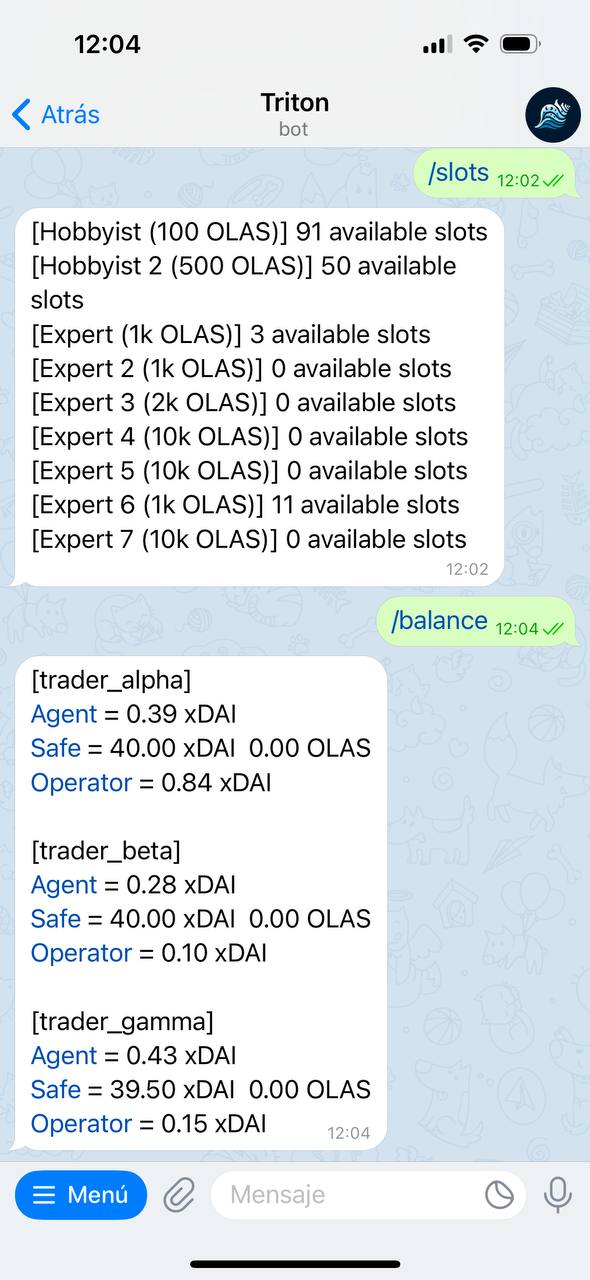 12:04
Atrás
Triton
bot
/slots 12:02
[Hobbyist (100 OLAS)] 91 available slots
[Hobbyist 2 (500 OLAS)] 50 available
slots
[Expert (1k OLAS)] 3 available slots
[Expert 2 (1k OLAS)] 0 available slots
[Expert 3 (2k OLAS)] 0 available slots
[Expert 4 (10k OLAS)] 0 available slots
[Expert 5 (10k OLAS)] 0 available slots
[Expert 6 (1k OLAS)] 11 available slots
[Expert 7 (10k OLAS)] 0 available slots
12:02
/balance 12:04
[trader_alpha]
Agent = 0.39 xDAI
Safe = 40.00 xDAI 0.00 OLAS
Operator = 0.84 xDAI
[trader_beta]
Agent = 0.28 xDAI
Safe = 40.00 xDAI 0.00 OLAS
Operator = 0.10 xDAI
[trader_gamma]
Agent = 0.43 xDAI
Safe = 39.50 xDAI 0.00 OLAS
Operator = 0.15 xDAI 12:04
Menú Mensaje